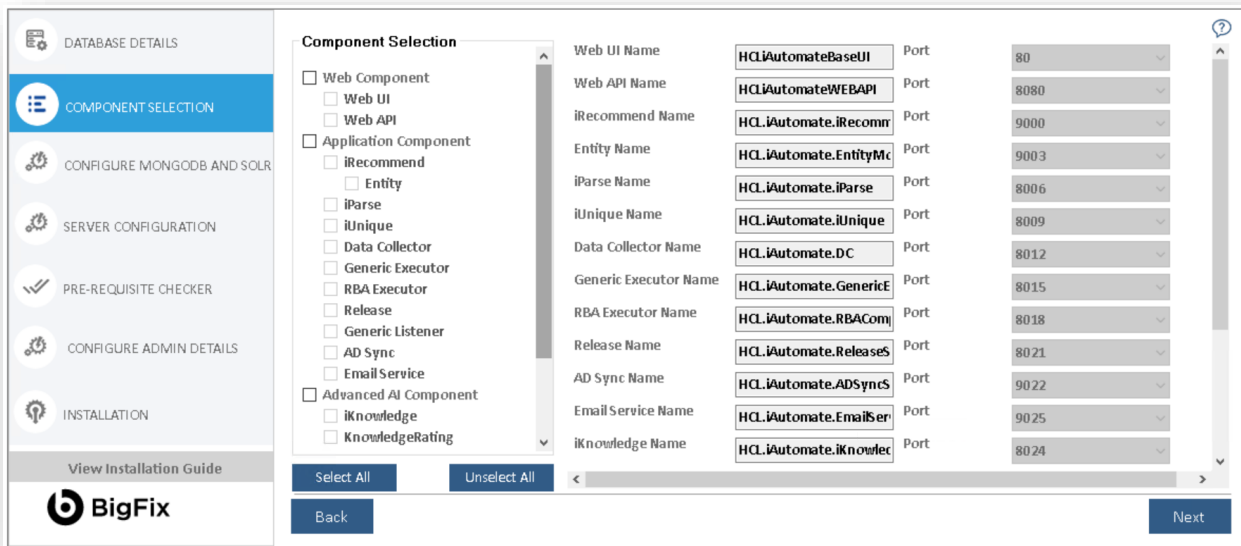 DATABASE DETAILS
COMPONENT SELECTION
CONFIGURE MONGODB AND SOLR
SERVER CONFIGURATION
PRE-REQUISITE CHECKER
CONFIGURE ADMIN DETAILS
INSTALLATION
View Installation Guide
BigFix
Component Selection
Web Component
Web UI
Web API
Application Component
iRecommend
Entity
iParse
iUnique
Data Collector
Generic Executor
RBA Executor
Release
Generic Listener
AD Sync
Email Service
Advanced AI Component
iKnowledge
KnowledgeRating
Select All Unselect All
Web UI Name HCLiAutomateBaseUI Port 80
Web API Name HCLiAutomateWEBAPI Port 8080
iRecommend Name HCL.iAutomate.iRecomm Port 9000
Entity Name HCL.iAutomate.EntityMc Port 9003
iParse Name HCL.iAutomate.iParse Port 8006
iUnique Name HCL.iAutomate.iUnique Port 8009
Data Collector Name HCL.iAutomate.DC Port 8012
Generic Executor Name HCL.iAutomate.GenericE Port 8015
RBA Executor Name HCL.iAutomate.RBACom Port 8018
Release Name HCL.iAutomate.ReleaseS Port 8021
AD Sync Name HCL.iAutomate.ADSyncS Port 9022
Email Service Name HCL.iAutomate.EmailSer Port 9025
iKnowledge Name HCL.iAutomate.iKnowlec Port 8024
Back Next